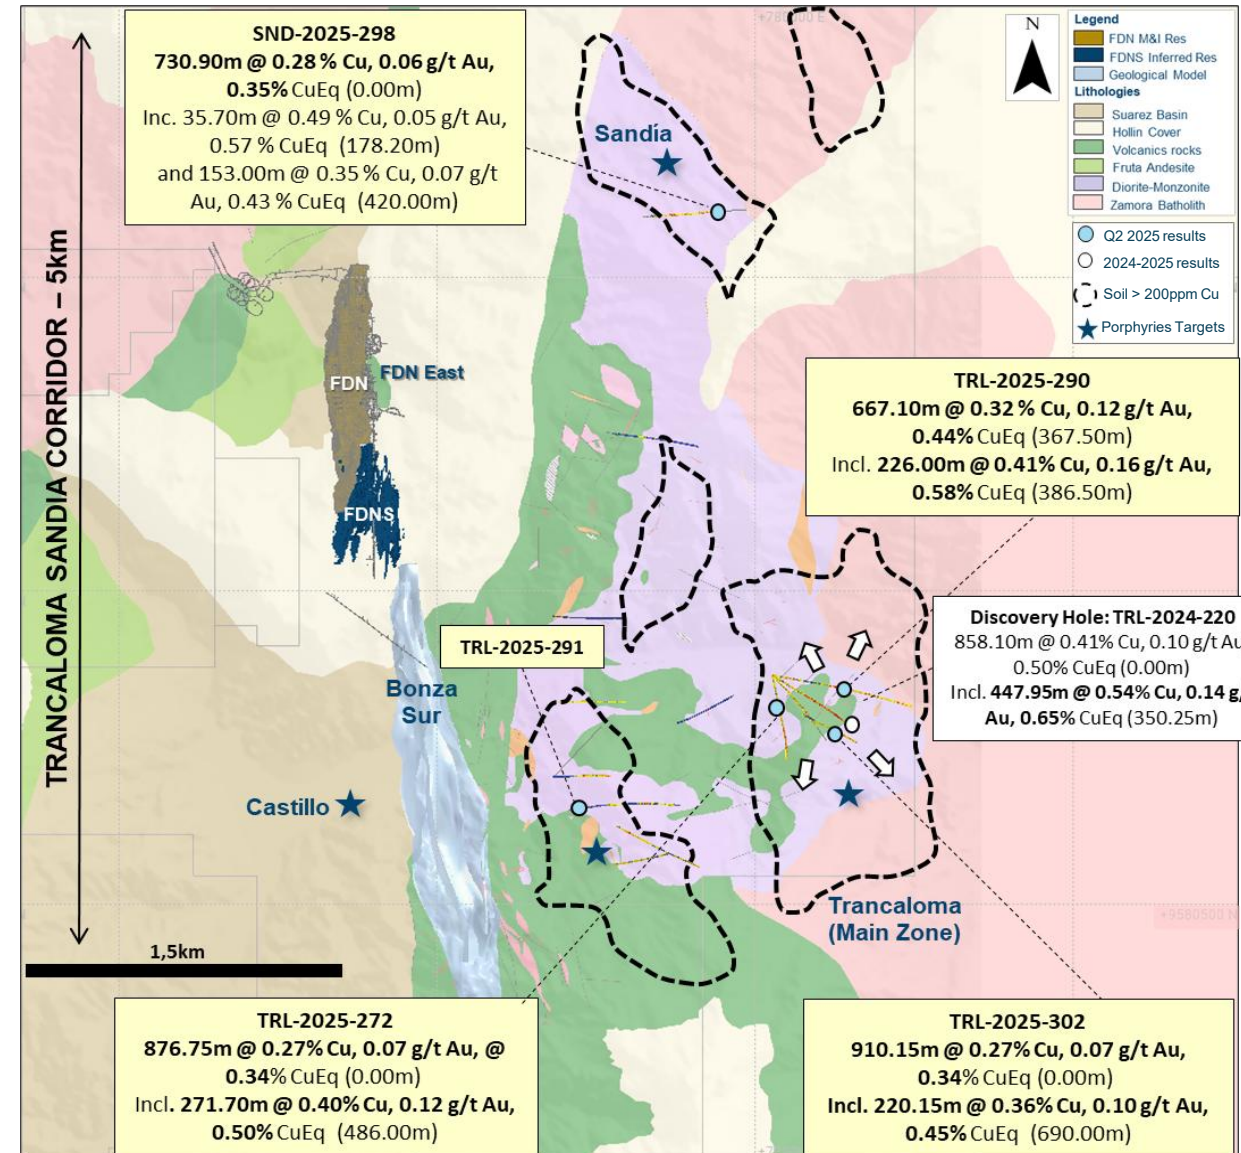 SND-2025-298
730.90m @ 0.28 % Cu, 0.06 g/t Au,
0.35% CuEq (0.00m)
Inc. 35.70m @ 0.49 % Cu, 0.05 g/t Au,
0.57 % CuEq (178.20m)
and 153.00m @ 0.35 % Cu, 0.07 g/t
Au, 0.43 % CuEq (420.00m)
N
Legend
FDN M&I Res
FDNS Inferred Res
Geological Model
Lithologies
Suarez Basin
Hollin Cover
Volcanics rocks
Fruta Andesite
Diorite-Monzonite
Zamora Batholith
Q2 2025 results
2024-2025 results
Soil > 200ppm Cu
Porphyries Targets
Sandía
TRANCALOMA SANDIA CORRIDOR – 5km
FDN
FDN East
FDNS
TRL-2025-290
667.10m @ 0.32 % Cu, 0.12 g/t Au,
0.44% CuEq (367.50m)
Incl. 226.00m @ 0.41% Cu, 0.16 g/t Au,
0.58% CuEq (386.50m)
Discovery Hole: TRL-2024-220
858.10m @ 0.41% Cu, 0.10 g/t Au
0.50% CuEq (0.00m)
Incl. 447.95m @ 0.54% Cu, 0.14 g/
Au, 0.65% CuEq (350.25m)
TRL-2025-291
Bonza
Sur
Castillo
Trancaloma
(Main Zone)
+9580500 N
1,5km
TRL-2025-272
876.75m @ 0.27% Cu, 0.07 g/t Au, @
0.34% CuEq (0.00m)
Incl. 271.70m @ 0.40% Cu, 0.12 g/t Au,
0.50% CuEq (486.00m)
TRL-2025-302
910.15m @ 0.27% Cu, 0.07 g/t Au,
0.34% CuEq (0.00m)
Incl. 220.15m @ 0.36% Cu, 0.10 g/t Au,
0.45% CuEq (690.00m)